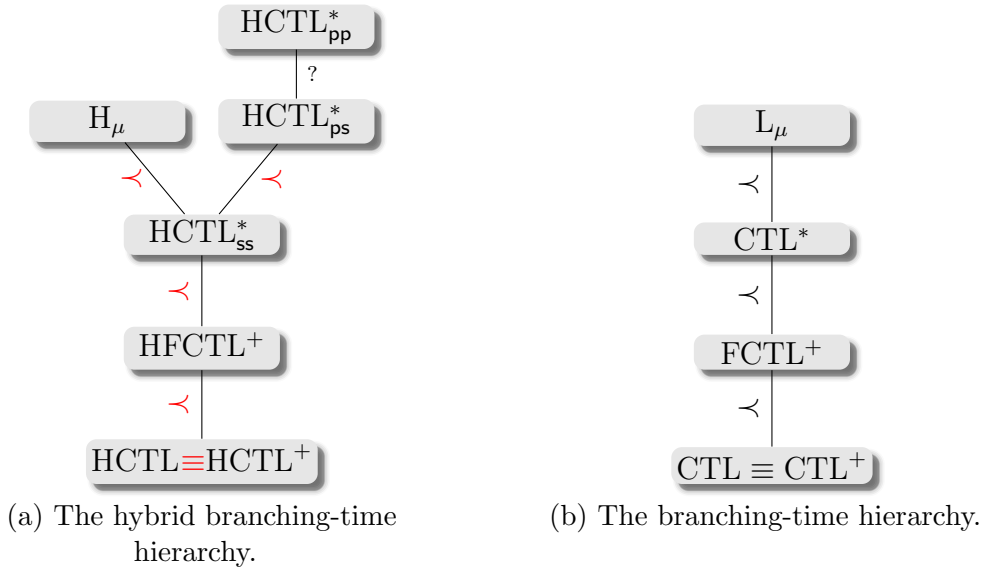 HCTL*pp
?
Hμ
HCTL*ps
≺
≺
HCTL*ss
≺
HFCTL+
≺
HCTL≡HCTL+
(a) The hybrid branching-time
hierarchy.
Lμ
≺
CTL*
≺
FCTL+
≺
CTL ≡ CTL+
(b) The branching-time hierarchy.